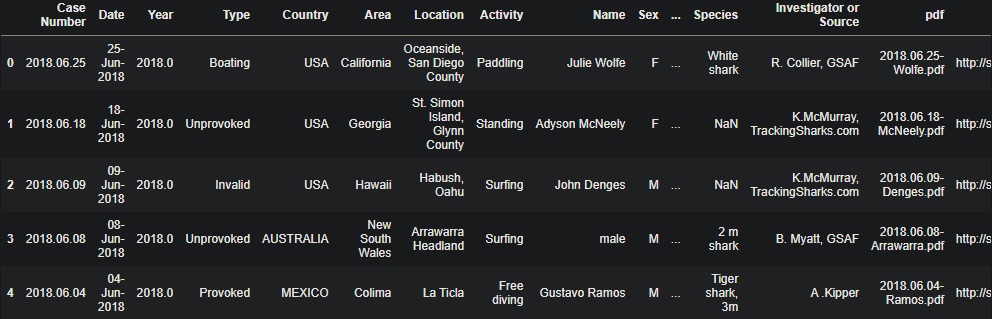 Case Number Date Year Type Country Area Location Activity Name Sex ... Species Investigator or Source pdf
0 2018.06.25 25-Jun-2018 2018.0 Boating USA California Oceanside, San Diego County Paddling Julie Wolfe F ... White shark R. Collier, GSAF 2018.06.25-Wolfe.pdf http://s
1 2018.06.18 18-Jun-2018 2018.0 Unprovoked USA Georgia St. Simon Island, Glynn County Standing Adyson McNeely F ... NaN K.McMurray, TrackingSharks.com 2018.06.18-McNeely.pdf http://s
2 2018.06.09 09-Jun-2018 2018.0 Invalid USA Hawaii Habush, Oahu Surfing John Denges M ... NaN K.McMurray, TrackingSharks.com 2018.06.09-Denges.pdf http://s
3 2018.06.08 08-Jun-2018 2018.0 Unprovoked AUSTRALIA New South Wales Arrawarra Headland Surfing male M ... 2 m shark B. Myatt, GSAF 2018.06.08-Arrawarra.pdf http://s
4 2018.06.04 04-Jun-2018 2018.0 Provoked MEXICO Colima La Ticla Free diving Gustavo Ramos M ... Tiger shark, 3m A .Kipper 2018.06.04-Ramos.pdf http://s